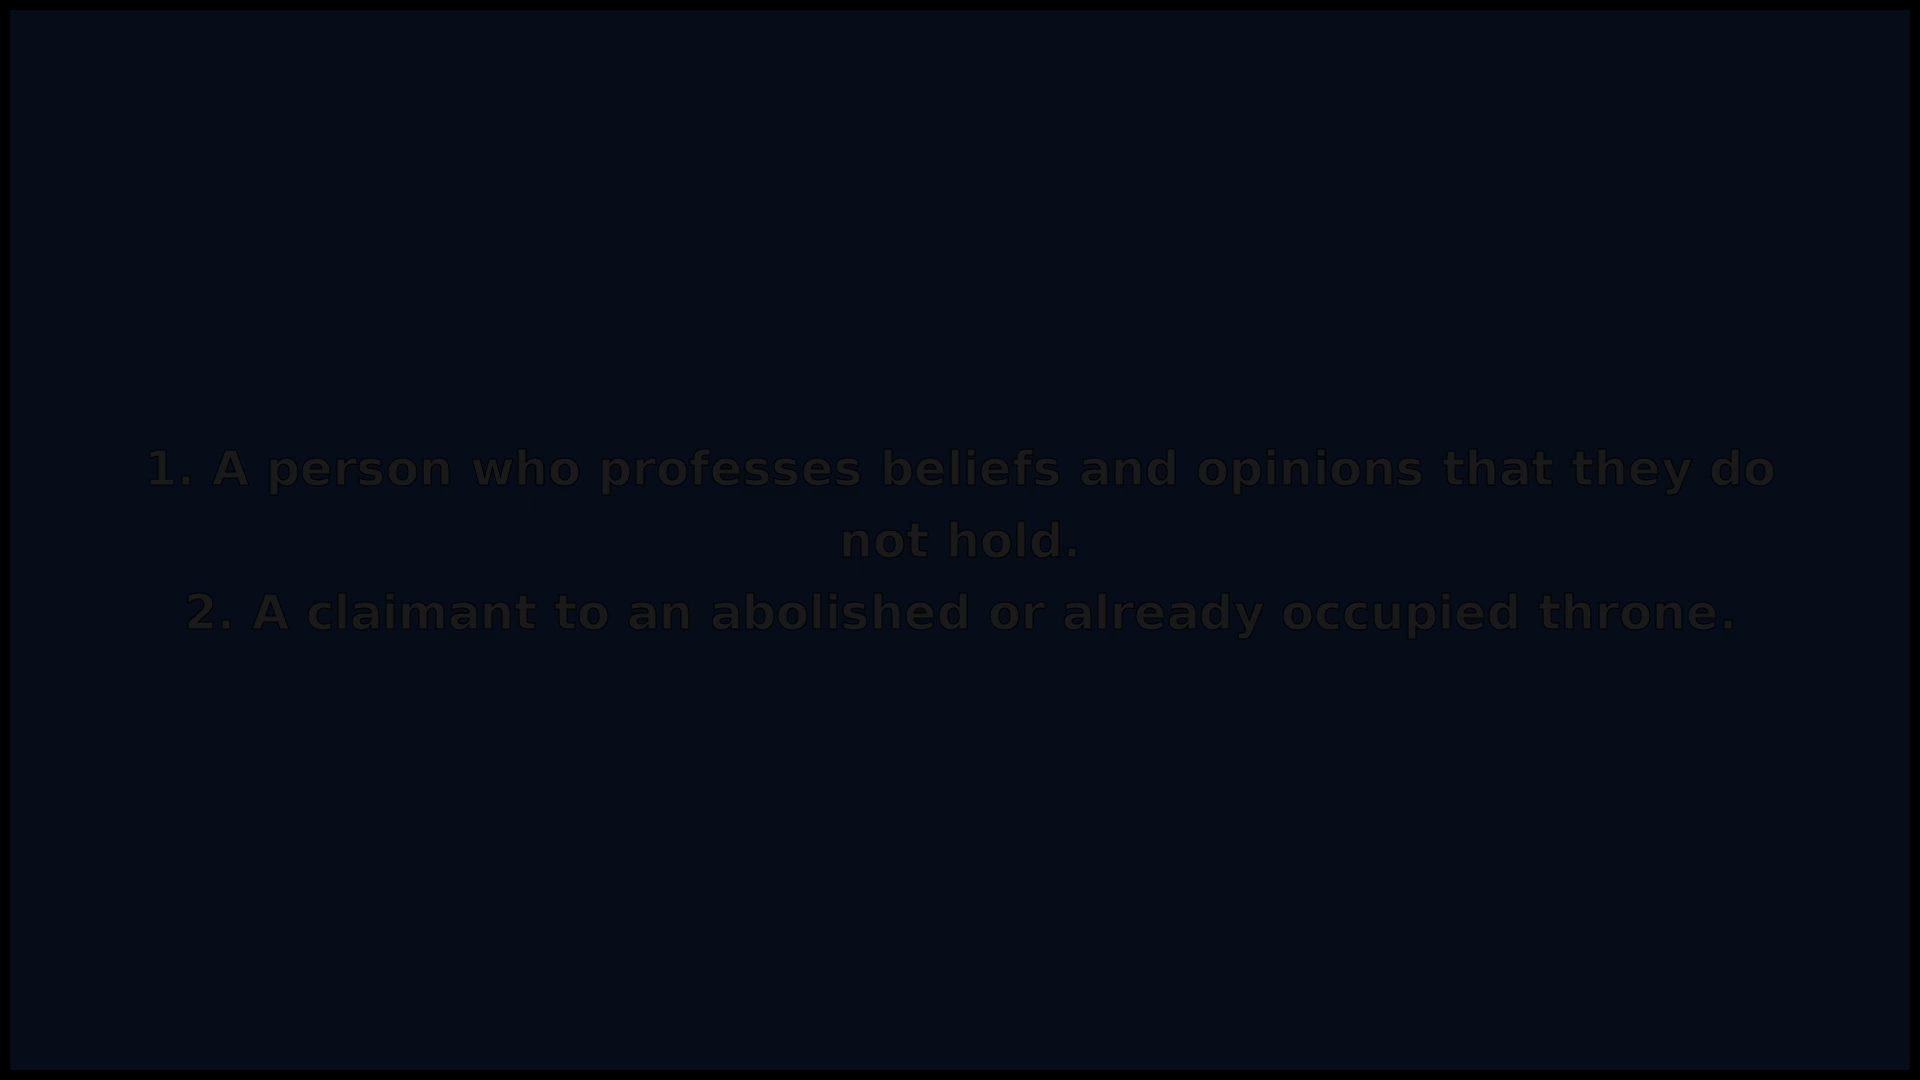 1. A person who professes beliefs and opinions that they do
not hold.
2. A claimant to an abolished or already occupied throne.